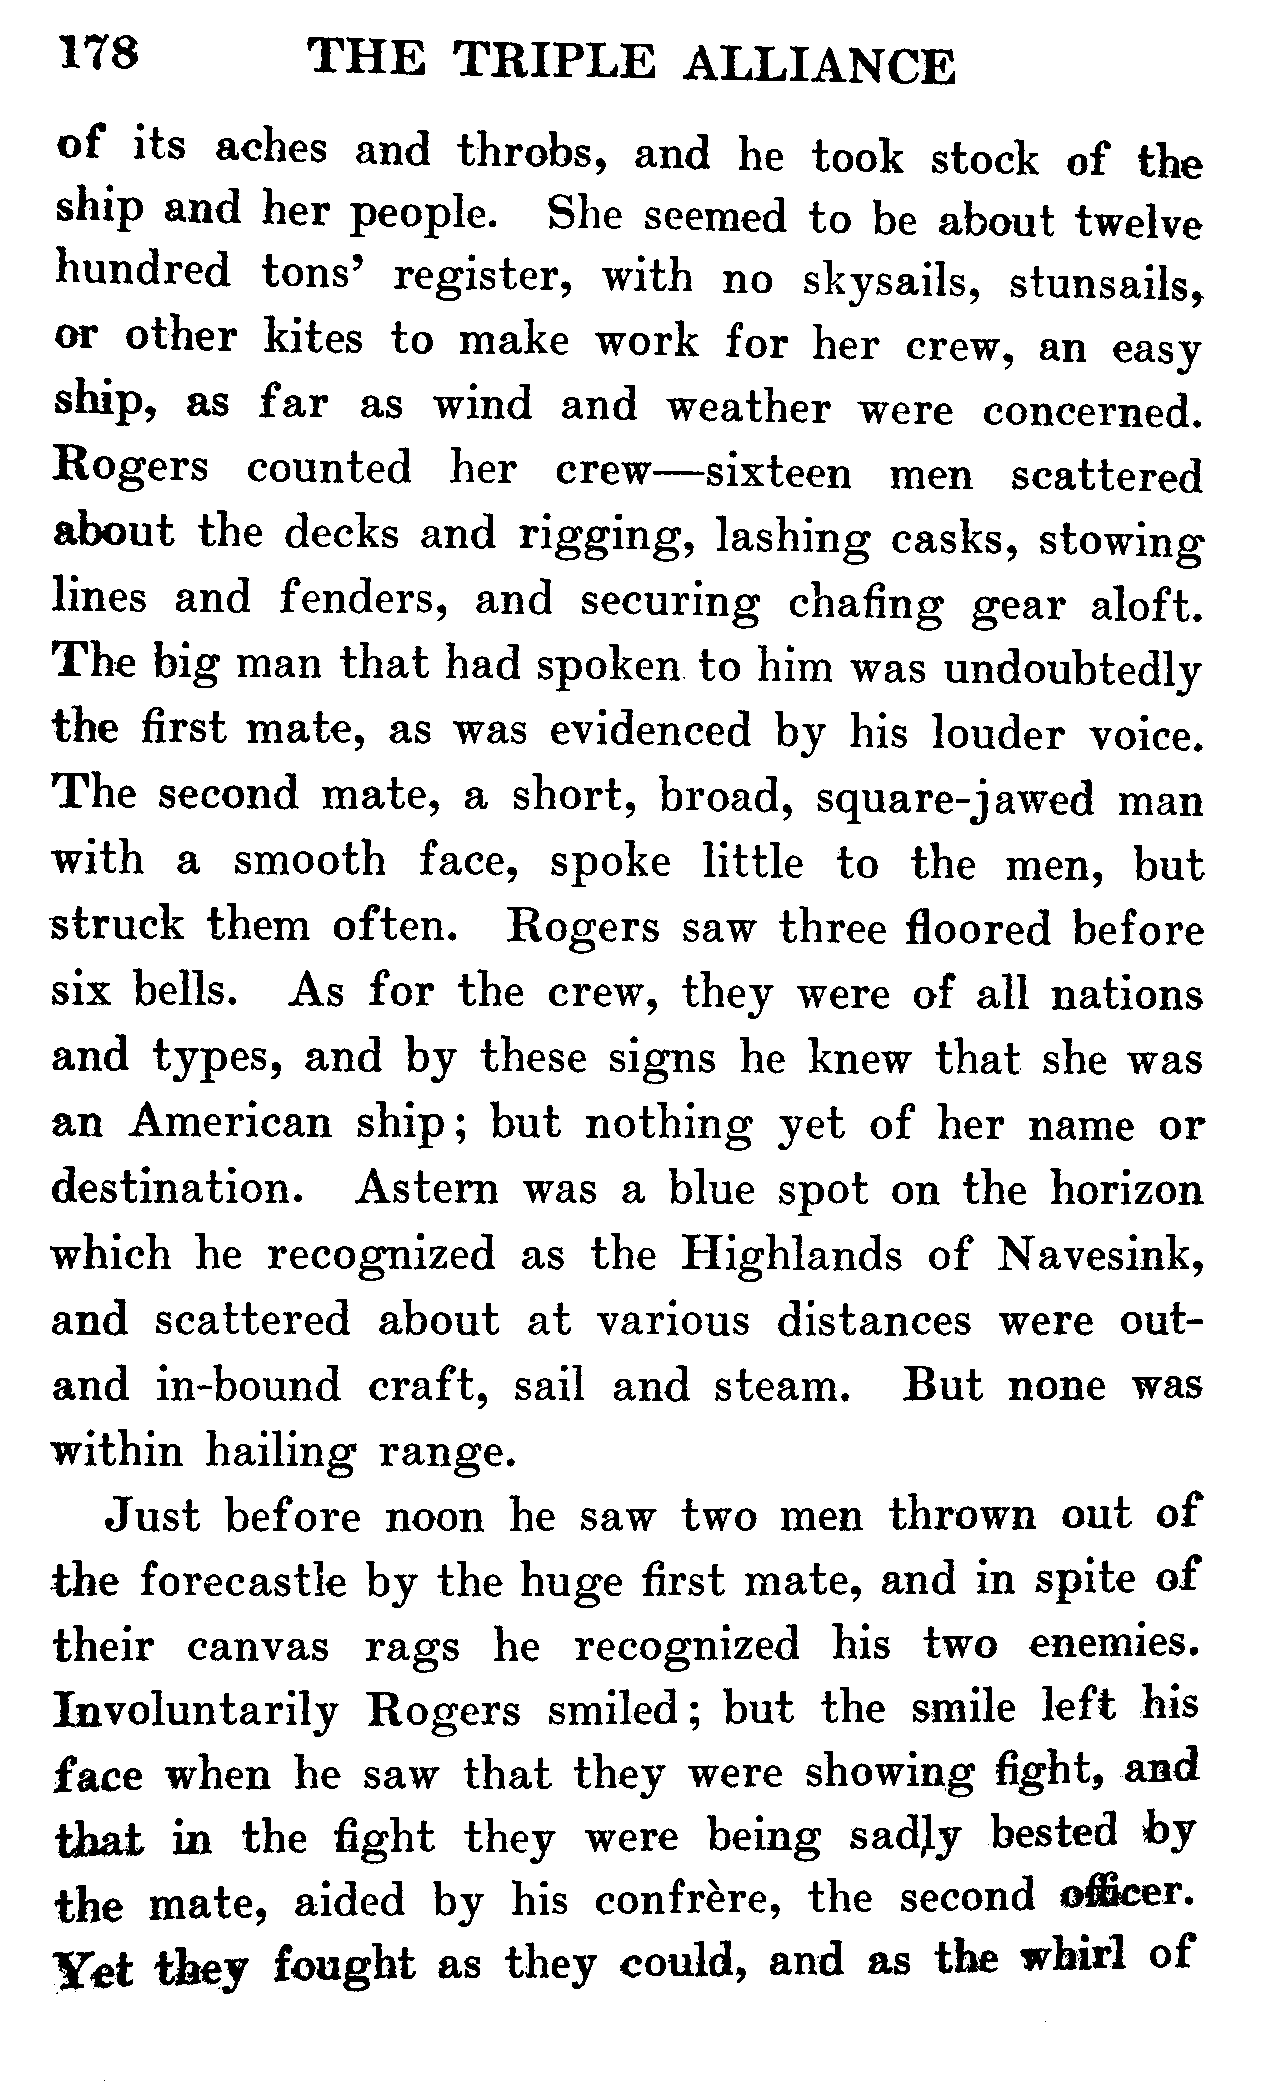 178 THE TRIPLE ALLIANCE
of its aches and throbs, and he took stock of the
ship and her people. She seemed to be about twelve
hundred tons' register, with no skysails, stunsails,
or other kites to make work for her crew, an easy
ship, as far as wind and weather were concerned.
Rogers counted her crew—sixteen men scattered
about the decks and rigging, lashing casks, stowing
lines and fenders, and securing chafing gear aloft.
The big man that had spoken to him was undoubtedly
the first mate, as was evidenced by his louder voice.
The second mate, a short, broad, square-jawed man
with a smooth face, spoke little to the men, but
struck them often. Rogers saw three floored before
six bells. As for the crew, they were of all nations
and types, and by these signs he knew that she was
an American ship; but nothing yet of her name or
destination. Astern was a blue spot on the horizon
which he recognized as the Highlands of Navesink,
and scattered about at various distances were out-
and in-bound craft, sail and steam. But none was
within hailing range.
Just before noon he saw two men thrown out of
the forecastle by the huge first mate, and in spite of
their canvas rags he recognized his two enemies.
Involuntarily Rogers smiled; but the smile left his
face when he saw that they were showing fight, and
that in the fight they were being sadly bested by
the mate, aided by his confrère, the second officer.
Yet they fought as they could, and as the whirl of